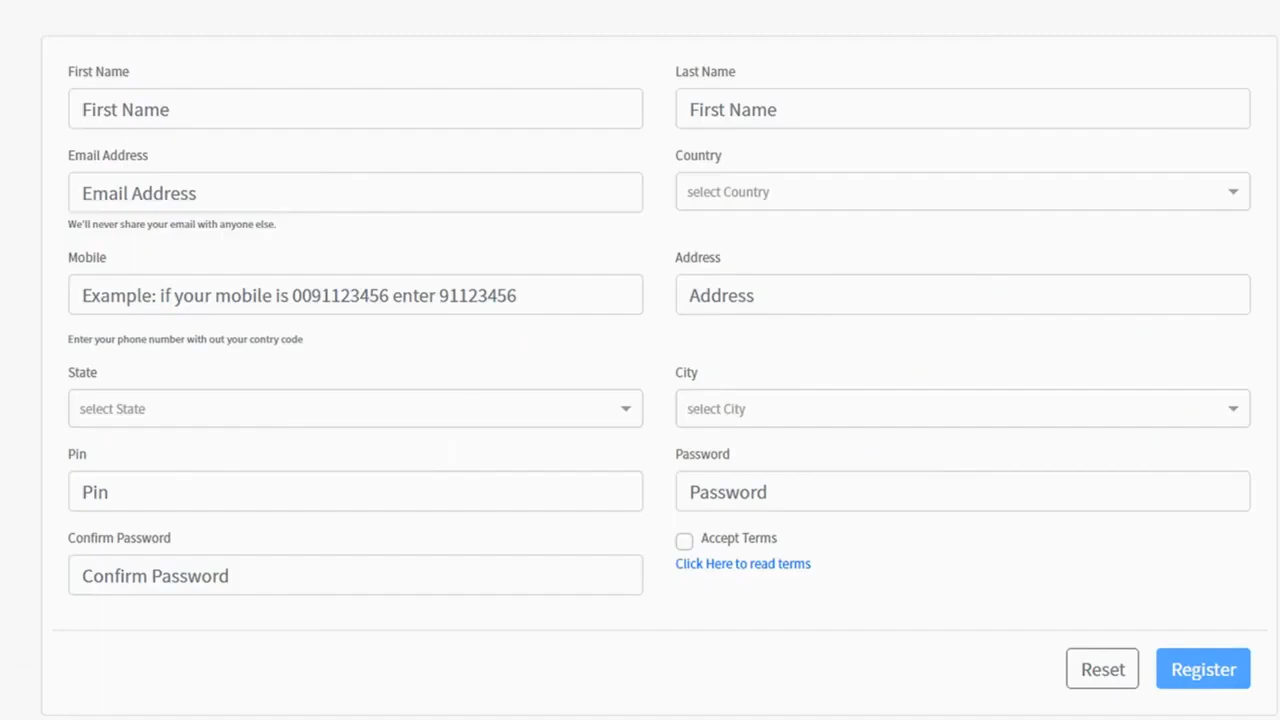 First Name
Last Name
First Name
First Name
Email Address
Country
Email Address
select Country
We'll never share your email with anyone else.
Mobile
Address
Example: if your mobile is 0091123456 enter 91123456
Address
Enter your phone number with out your contry code
State
City
select State
select City
Pin
Password
Pin
Password
Confirm Password
Accept Terms
Click Here to read terms
Confirm Password
Reset
Register